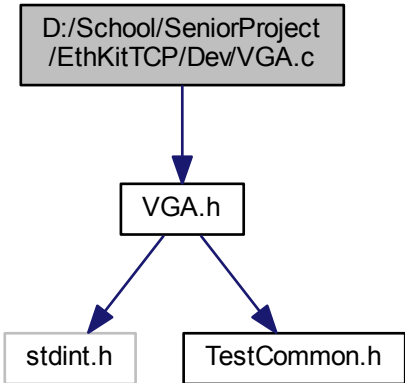 D:/School/SeniorProject
/EthKitTCP/Dev/VGA.c
VGA.h
stdint.h
TestCommon.h